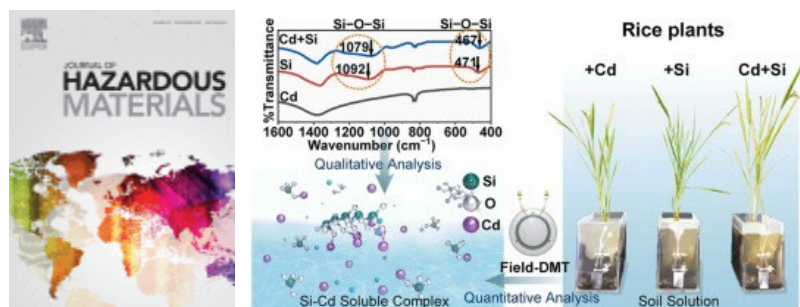 ELSEVIER
JOURNAL OF
HAZARDOUS
MATERIALS
Si−O−Si Si−O−Si
Cd+Si 1079 467
Si 1092 471
Cd
%Transmittance
1600 1400 1200 1000 800 600 400
Wavenumber (cm⁻¹)
Qualitative Analysis
Si
O
Cd
Si-Cd Soluble Complex
Field-DMT
Quantitative Analysis
Rice plants
+Cd +Si Cd+Si
Soil Solution